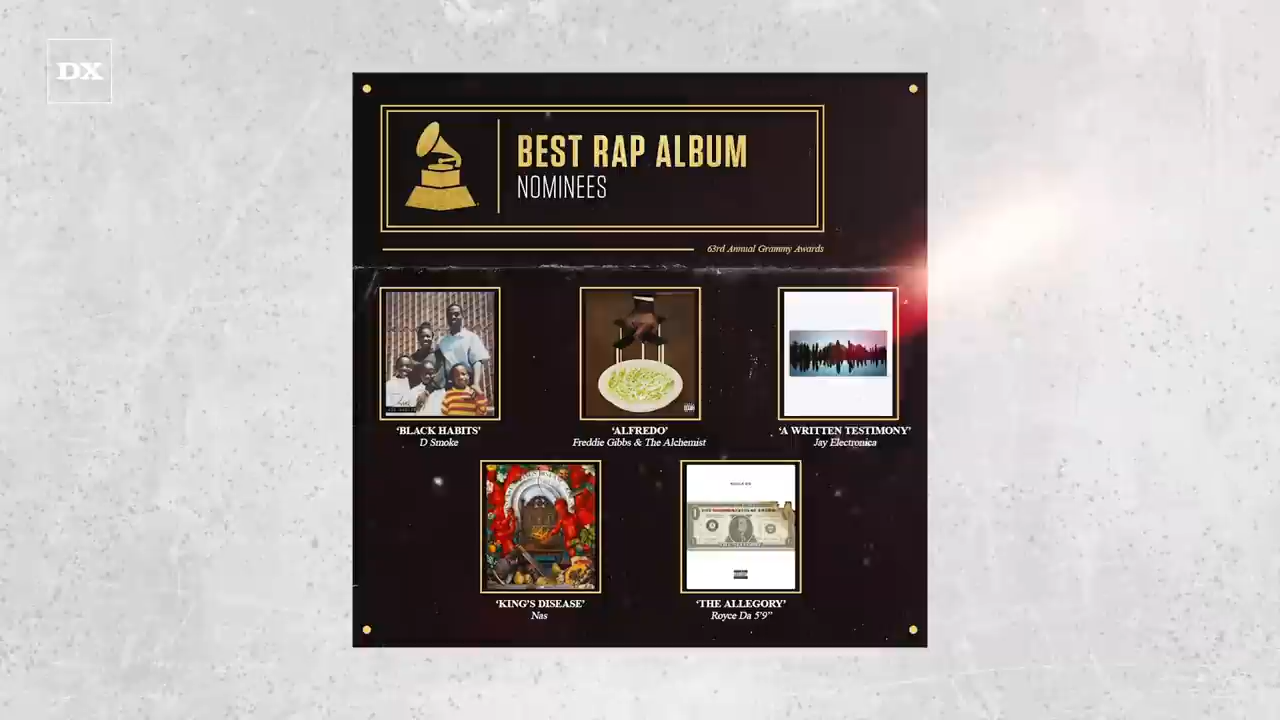 DX
BEST RAP ALBUM
NOMINEES
63rd Annual Grammy Awards
‘BLACK HABITS’
D Smoke
‘ALFREDO’
Freddie Gibbs & The Alchemist
‘A WRITTEN TESTIMONY’
Jay Electronica
‘KING’S DISEASE’
Nas
‘THE ALLEGORY’
Royce Da 5'9”